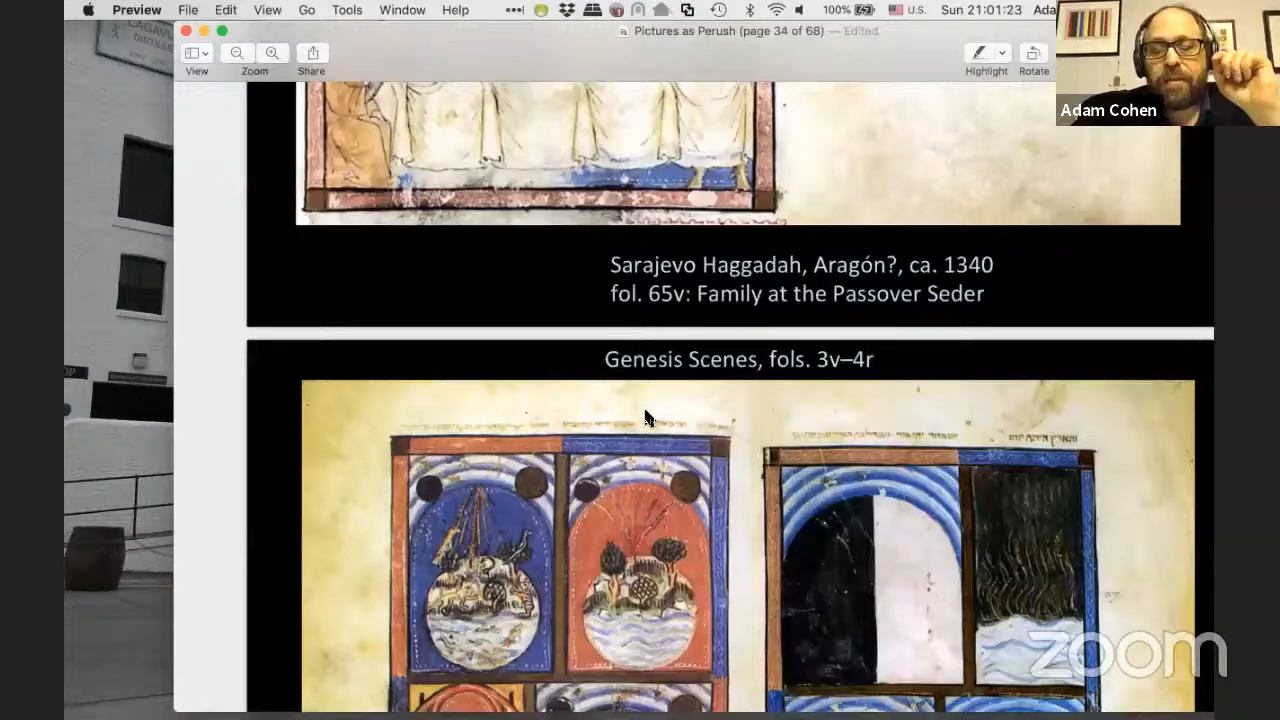 Preview File Edit View Go Tools Window Help 100% U.S. Sun 21:01:23 Ada
Pictures as Perush (page 34 of 68) — Edited
View Zoom Share Highlight Rotate
Adam Cohen
Sarajevo Haggadah, Aragón?, ca. 1340
fol. 65v: Family at the Passover Seder
Genesis Scenes, fols. 3v–4r
zoom